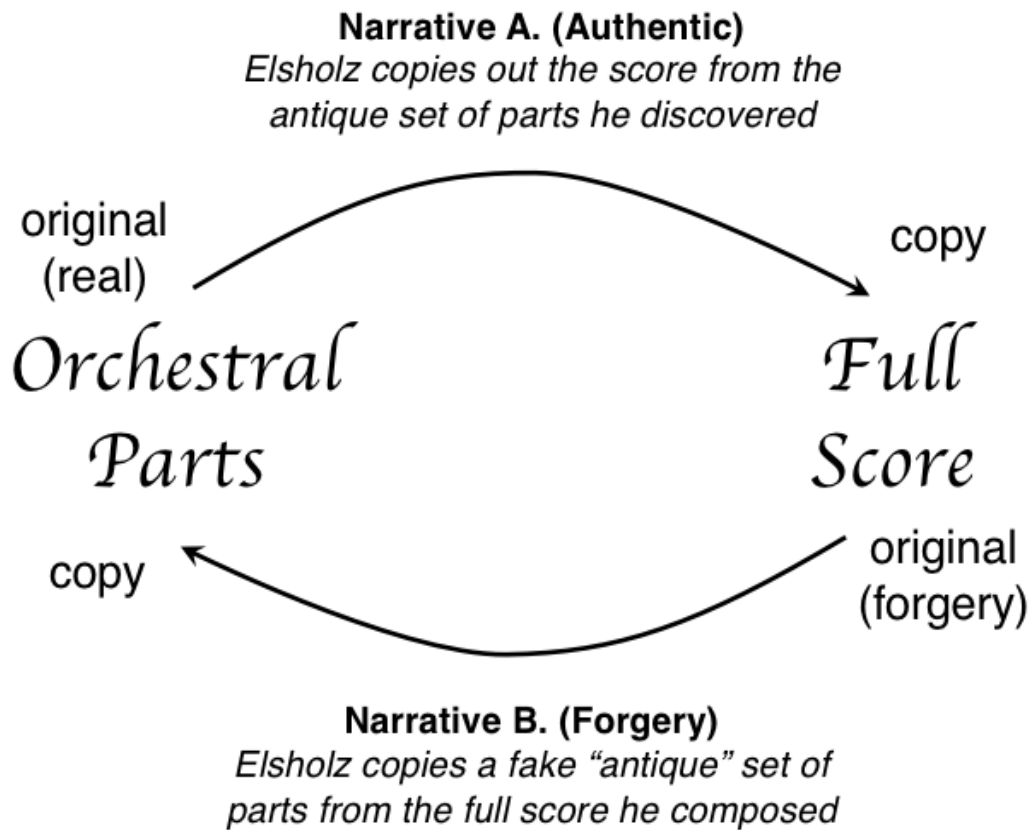 Narrative A. (Authentic)
Elsholz copies out the score from the
antique set of parts he discovered
original
(real)
copy
Orchestral
Parts
Full
Score
copy
original
(forgery)
Narrative B. (Forgery)
Elsholz copies a fake “antique” set of
parts from the full score he composed